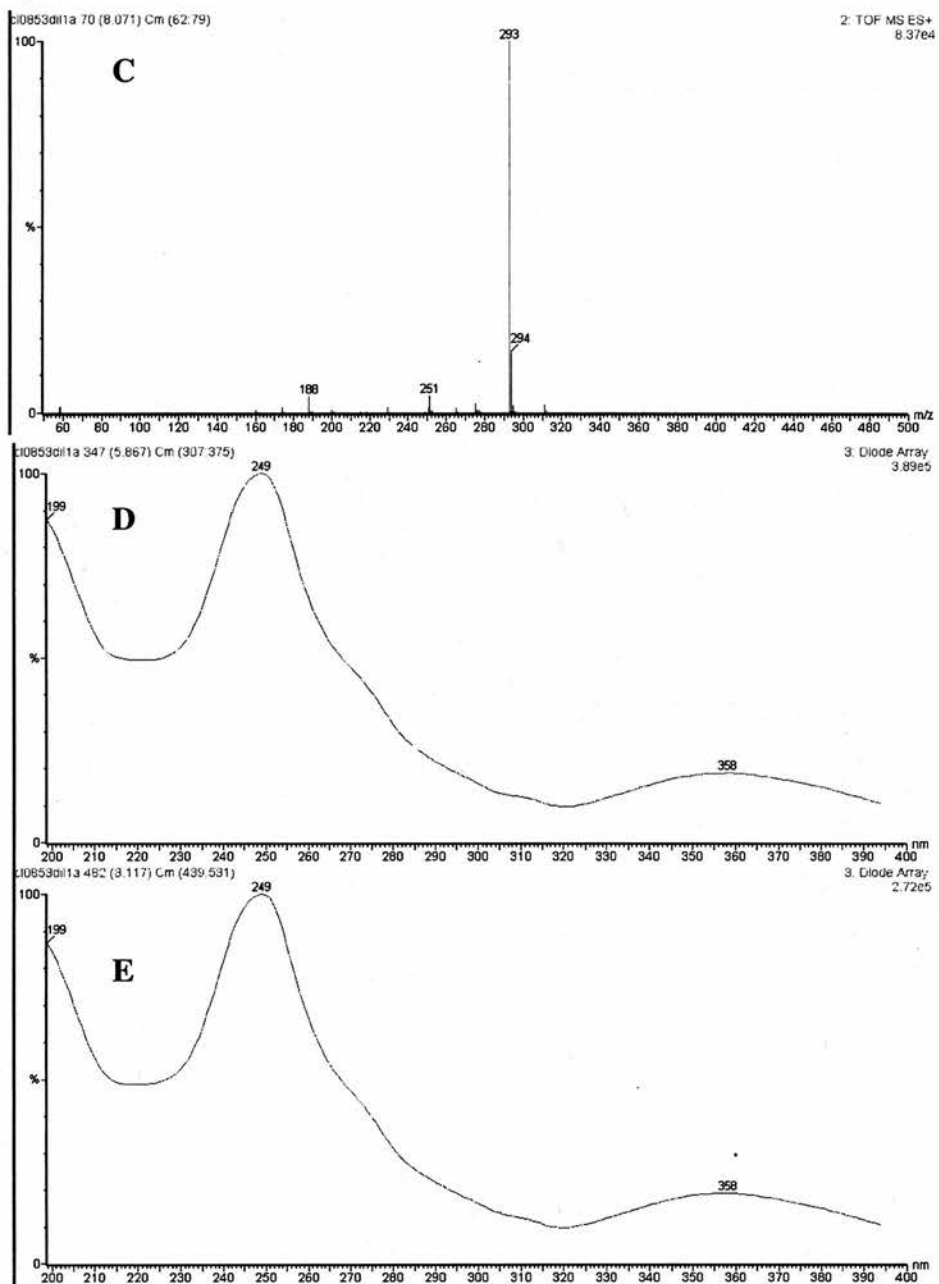 cl0853dil1a 70 (8.071) Cm (62:79)
2: TOF MS ES+
8.37e4
100
C
293
%
294
188
251
0
60 80 100 120 140 160 180 200 220 240 260 280 300 320 340 360 380 400 420 440 460 480 500
m/z
cl0853dil1a 347 (5.867) Cm (307:375)
3: Diode Array
3.89e5
100
249
199
D
%
358
0
200 210 220 230 240 250 260 270 280 290 300 310 320 330 340 350 360 370 380 390 400
nm
cl0853dil1a 482 (8.117) Cm (439:531)
3: Diode Array
2.72e5
100
249
199
E
%
358
0
200 210 220 230 240 250 260 270 280 290 300 310 320 330 340 350 360 370 380 390 400
nm